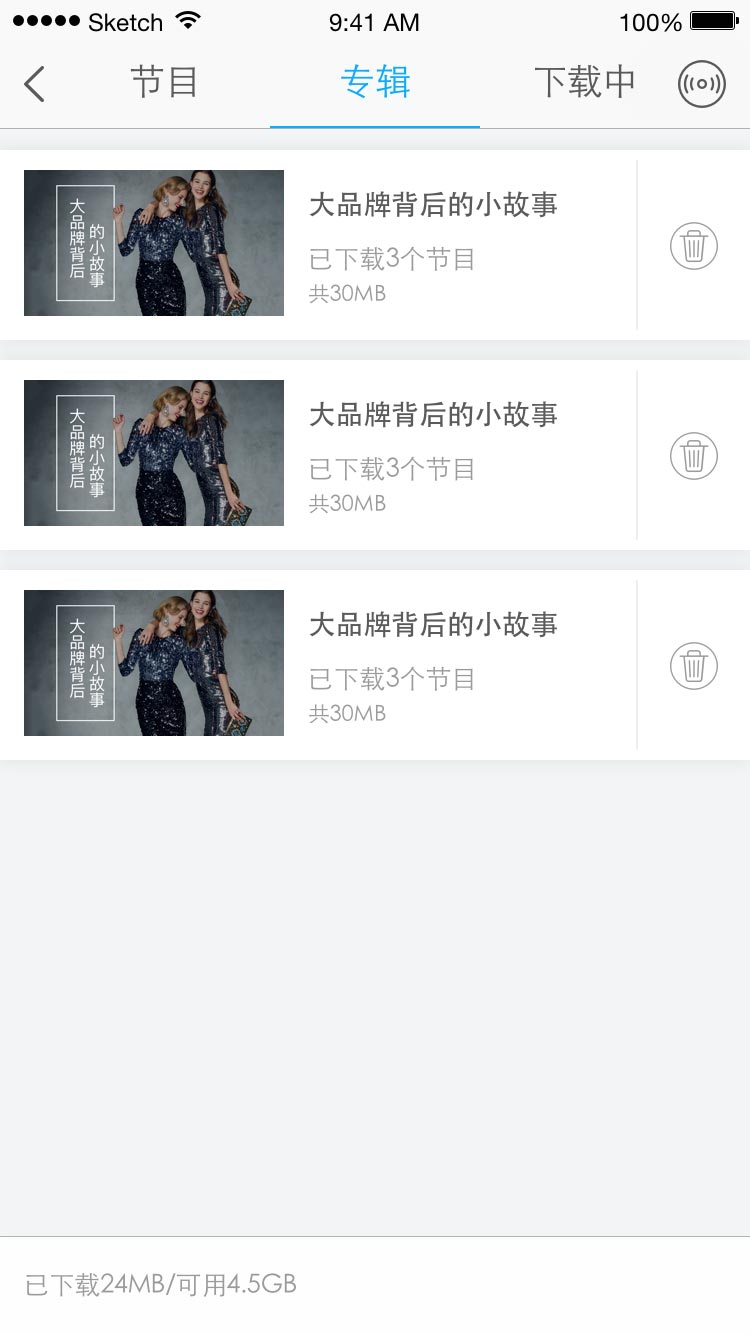 Sketch 9:41 AM 100%
节目 专辑 下载中
大品牌背后
的小故事
大品牌背后的小故事
已下载3个节目
共30MB
大品牌背后
的小故事
大品牌背后的小故事
已下载3个节目
共30MB
大品牌背后
的小故事
大品牌背后的小故事
已下载3个节目
共30MB
已下载24MB/可用4.5GB